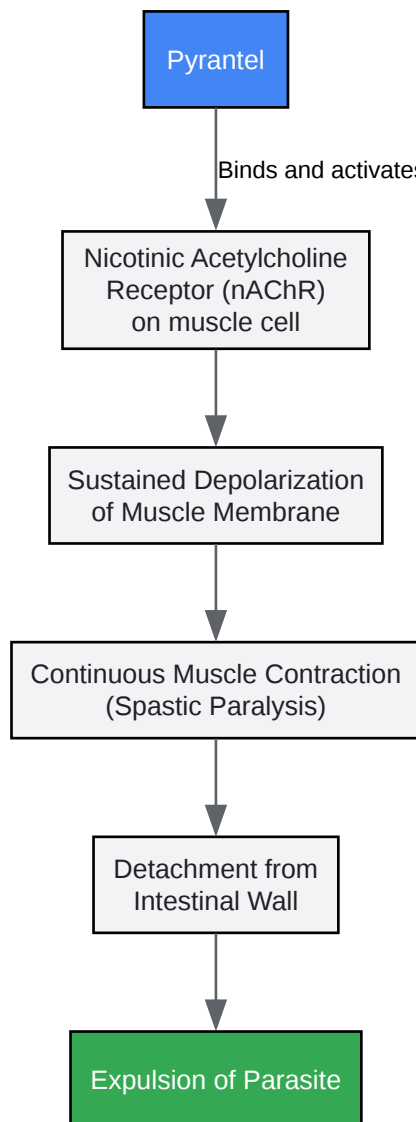 Pyrantel
Binds and activates
Nicotinic Acetylcholine
Receptor (nAChR)
on muscle cell
Sustained Depolarization
of Muscle Membrane
Continuous Muscle Contraction
(Spastic Paralysis)
Detachment from
Intestinal Wall
Expulsion of Parasite